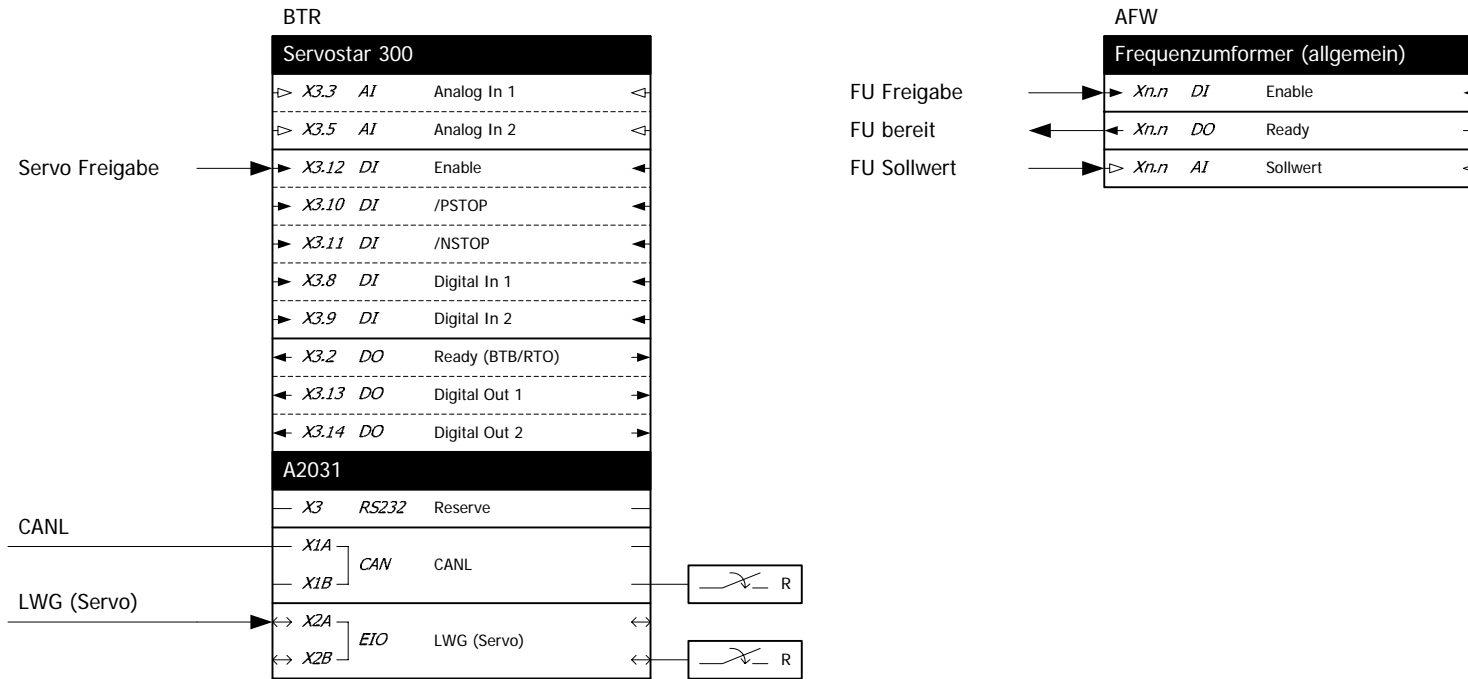 BTR
Servostar 300
X3.3 AI Analog In 1
X3.5 AI Analog In 2
Servo Freigabe X3.12 DI Enable
X3.10 DI /PSTOP
X3.11 DI /NSTOP
X3.8 DI Digital In 1
X3.9 DI Digital In 2
X3.2 DO Ready (BTB/RTO)
X3.13 DO Digital Out 1
X3.14 DO Digital Out 2
A2031
X3 RS232 Reserve
CANL
X1A
CAN CANL
X1B
R
LWG (Servo)
X2A
EIO LWG (Servo)
X2B
R
AFW
Frequenzumformer (allgemein)
FU Freigabe Xn.n DI Enable
FU bereit Xn.n DO Ready
FU Sollwert Xn.n AI Sollwert